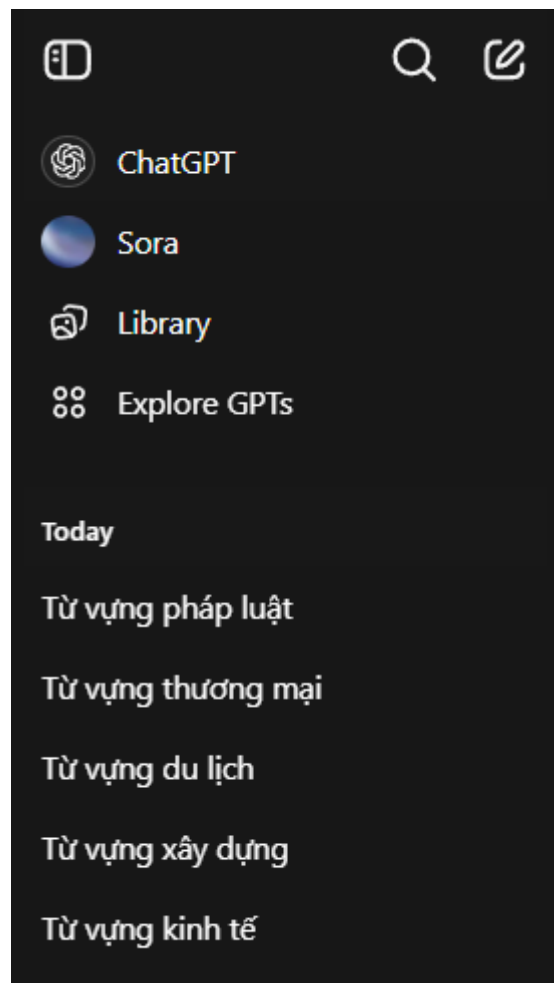 ChatGPT
Sora
Library
Explore GPTs
Today
Từ vựng pháp luật
Từ vựng thương mại
Từ vựng du lịch
Từ vựng xây dựng
Từ vựng kinh tế